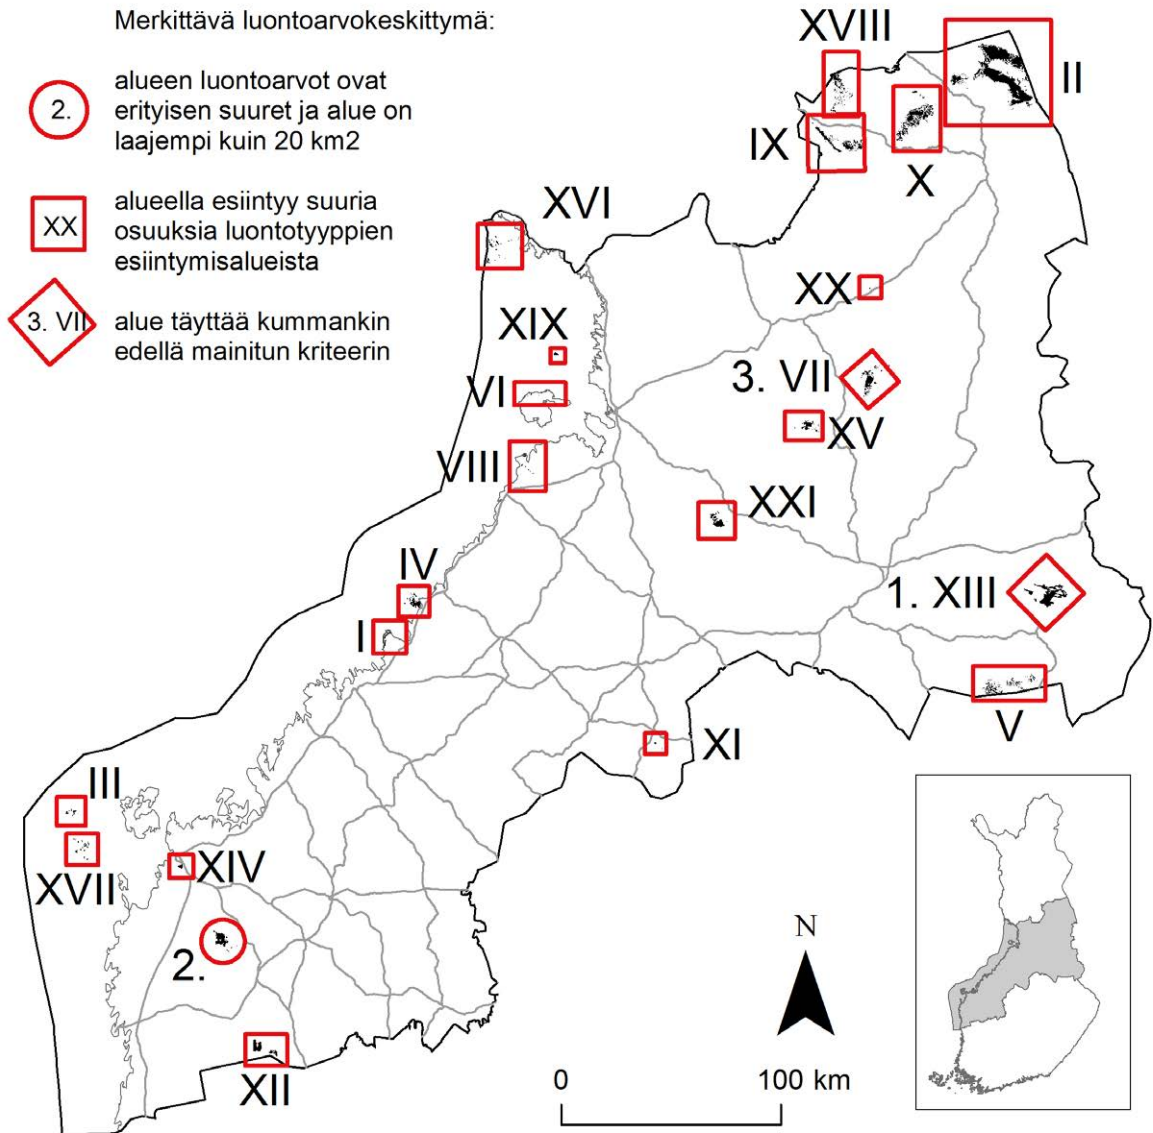 Merkittävä luontoarvokeskittymä:
2.
alueen luontoarvot ovat
erityisen suuret ja alue on
laajempi kuin 20 km2
XX
alueella esiintyy suuria
osuuksia luontotyyppien
esiintymisalueista
3. VII
alue täyttää kummankin
edellä mainitun kriteerin
XVIII
II
IX
X
XVI
XX
XIX
3. VII
VI
XV
VIII
XXI
IV
1. XIII
I
V
XI
III
XIV
XVII
2.
XII
N
0
100 km